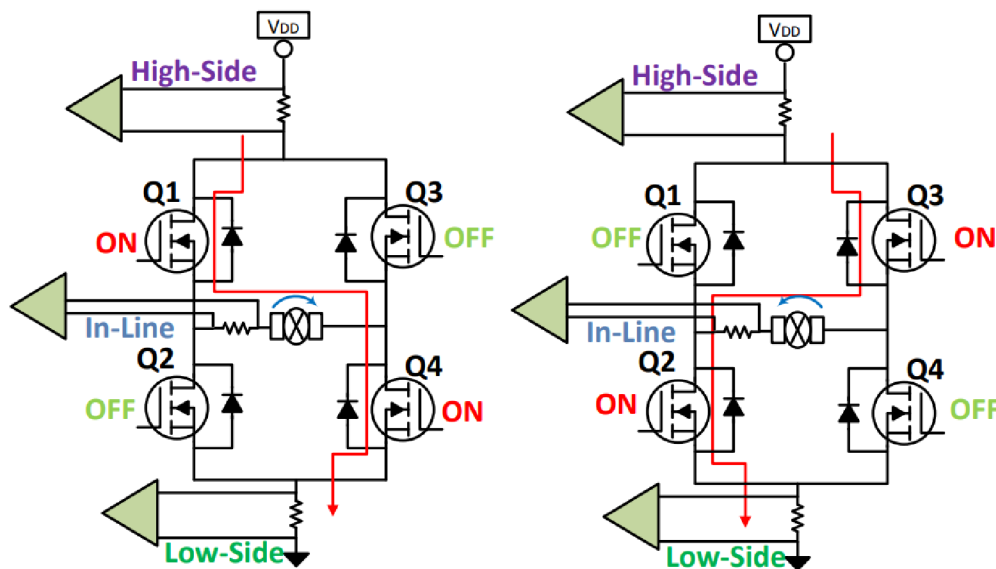 VDD
High-Side
Q1
Q3
ON
OFF
In-Line
Q2
Q4
OFF
ON
Low-Side
VDD
High-Side
Q1
Q3
OFF
ON
In-Line
Q2
Q4
ON
OFF
Low-Side